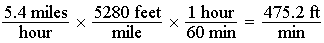 5.4 miles/hour × 5280 feet/mile × 1 hour/60 min = 475.2 ft/min